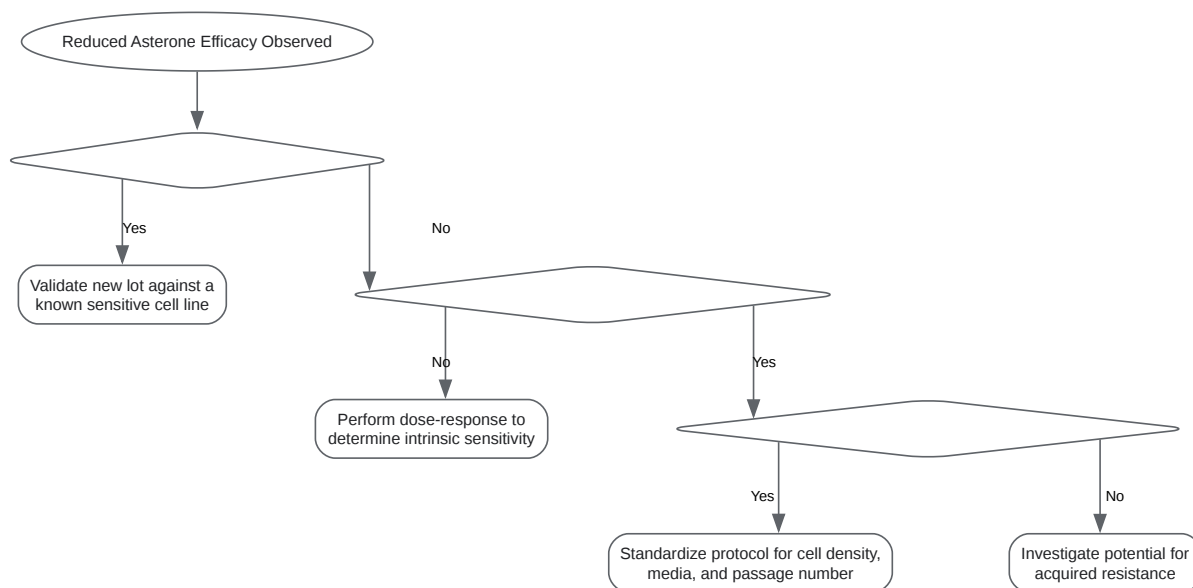 Reduced Asterone Efficacy Observed
Yes
No
Validate new lot against a
known sensitive cell line
No
Yes
Perform dose-response to
determine intrinsic sensitivity
Yes
No
Standardize protocol for cell density,
media, and passage number
Investigate potential for
acquired resistance